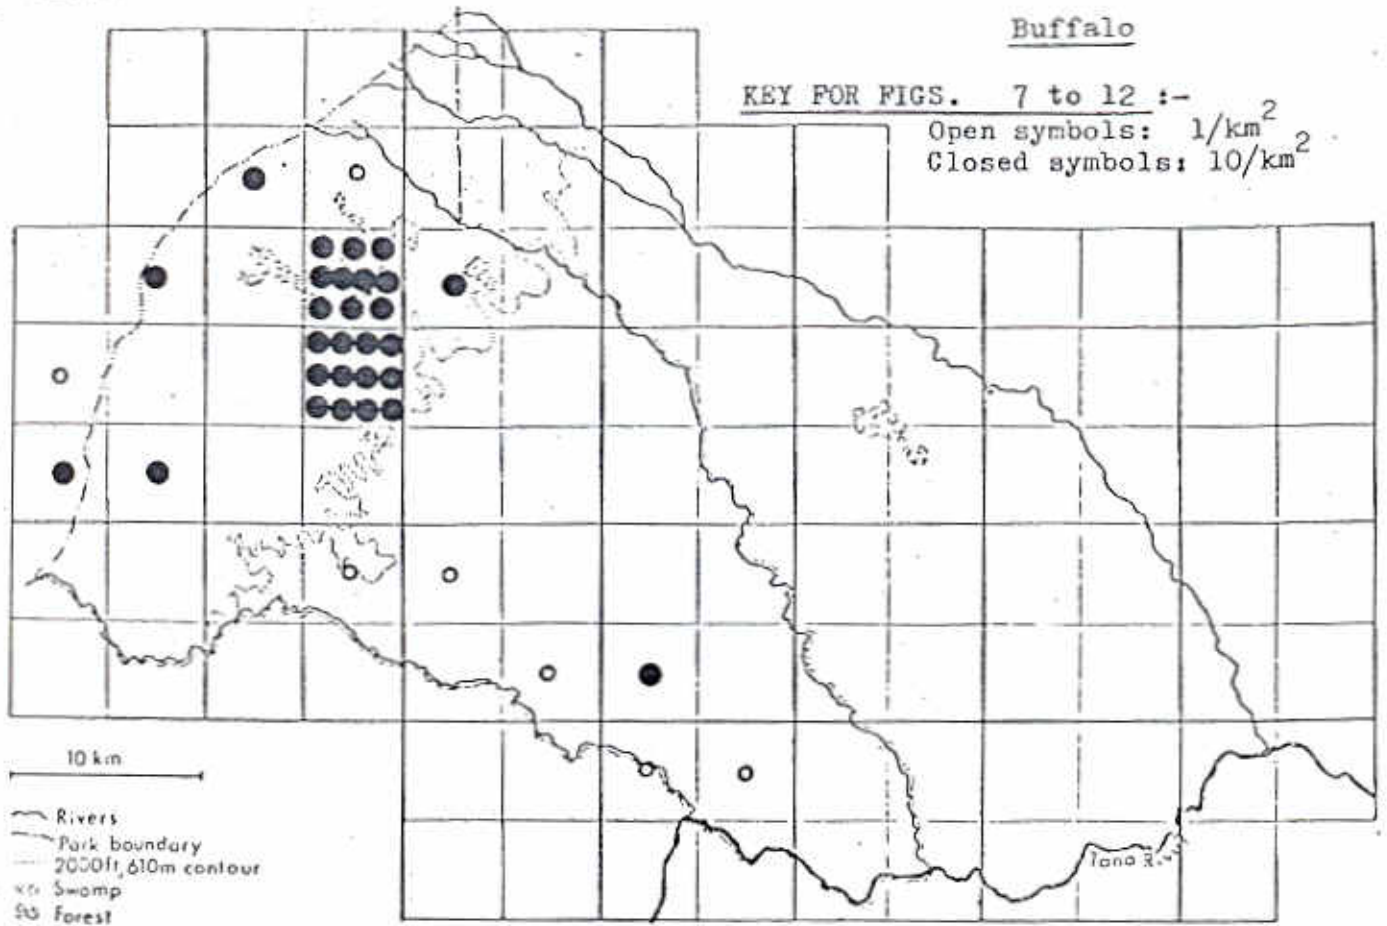 Buffalo
KEY FOR FIGS. 7 to 12 :-
Open symbols: 1/km²
Closed symbols: 10/km²
10 km
Rivers
Park boundary
2000ft, 610m contour
Swamp
Forest
Tana R.